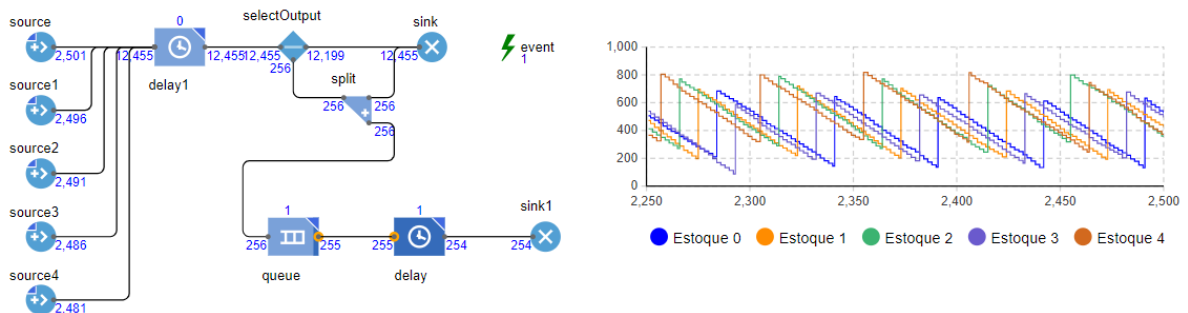 source
2,501
source1
2,496
source2
2,491
source3
2,486
source4
2,481
12,455
0
12,455
delay1
selectOutput
12,455
12,199
256
split
256
256
256
sink
12,455
event
1
1
256
255
queue
1
255
254
delay
sink1
254
1,000
800
600
400
200
0
2,250
2,300
2,350
2,400
2,450
2,500
Estoque 0
Estoque 1
Estoque 2
Estoque 3
Estoque 4